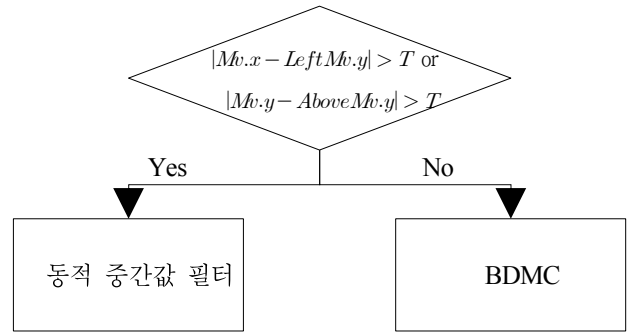 |Mv.x − LeftMv.y| > T or
|Mv.y − AboveMv.y| > T
Yes
No
동적 중간값 필터
BDMC